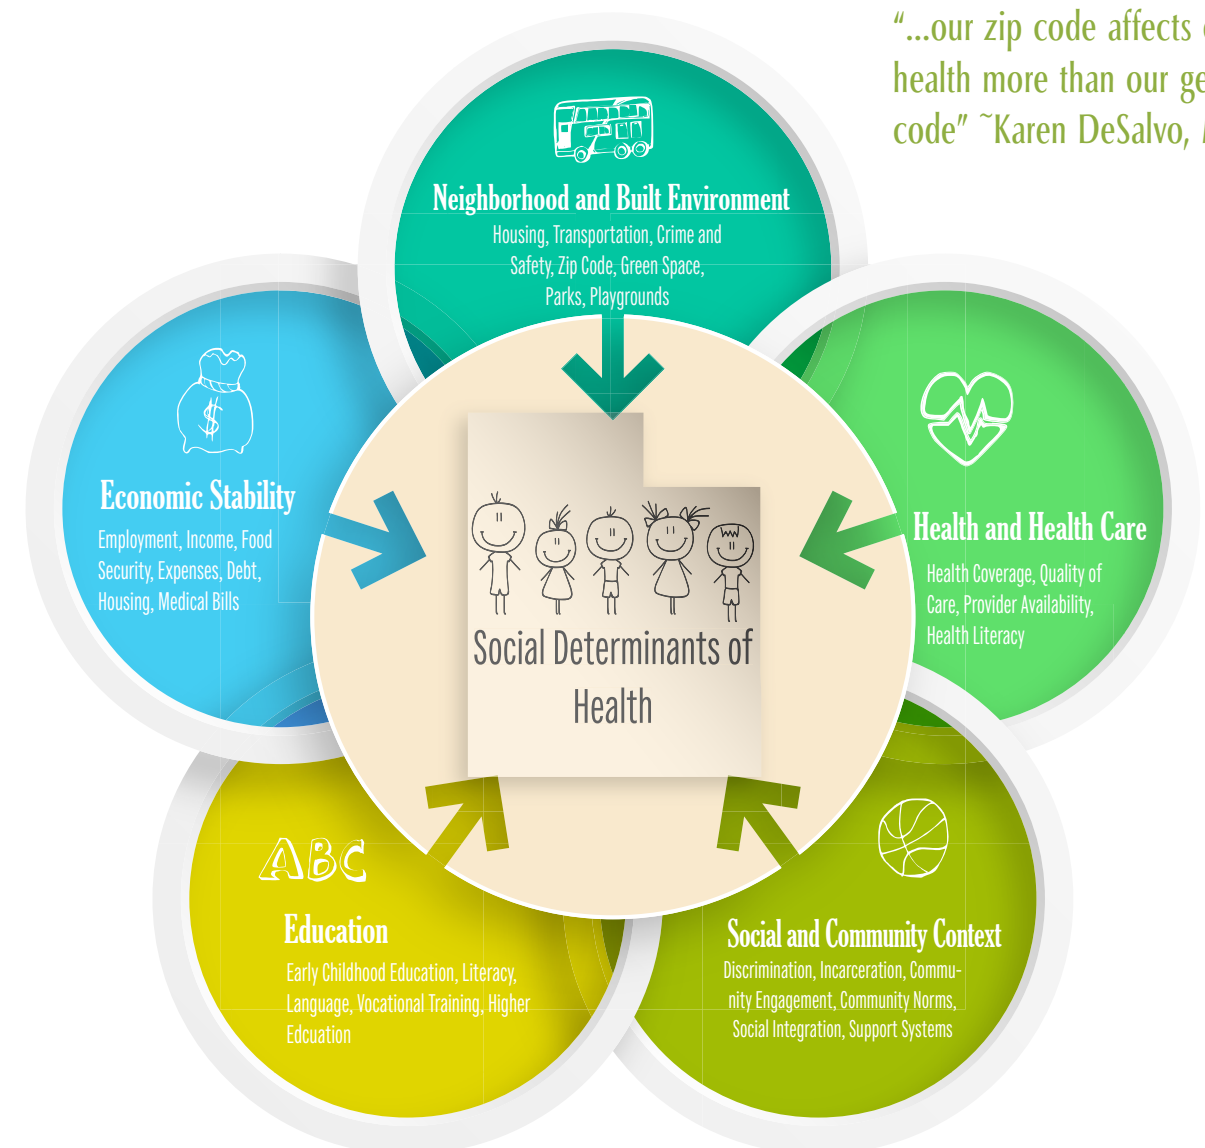 “...our zip code affects
health more than our
code” ~Karen DeSalvo,
Neighborhood and Built Environment
Housing, Transportation, Crime and
Safety, Zip Code, Green Space,
Parks, Playgrounds
Economic Stability
Employment, Income, Food
Security, Expenses, Debt,
Housing, Medical Bills
$
Health and Health Care
Health Coverage, Quality of
Care, Provider Availability,
Health Literacy
Social Determinants of
Health
ABC
Education
Early Childhood Education, Literacy,
Language, Vocational Training, Higher
Edcuation
Social and Community Context
Discrimination, Incarceration, Commu-
nity Engagement, Community Norms,
Social Integration, Support Systems